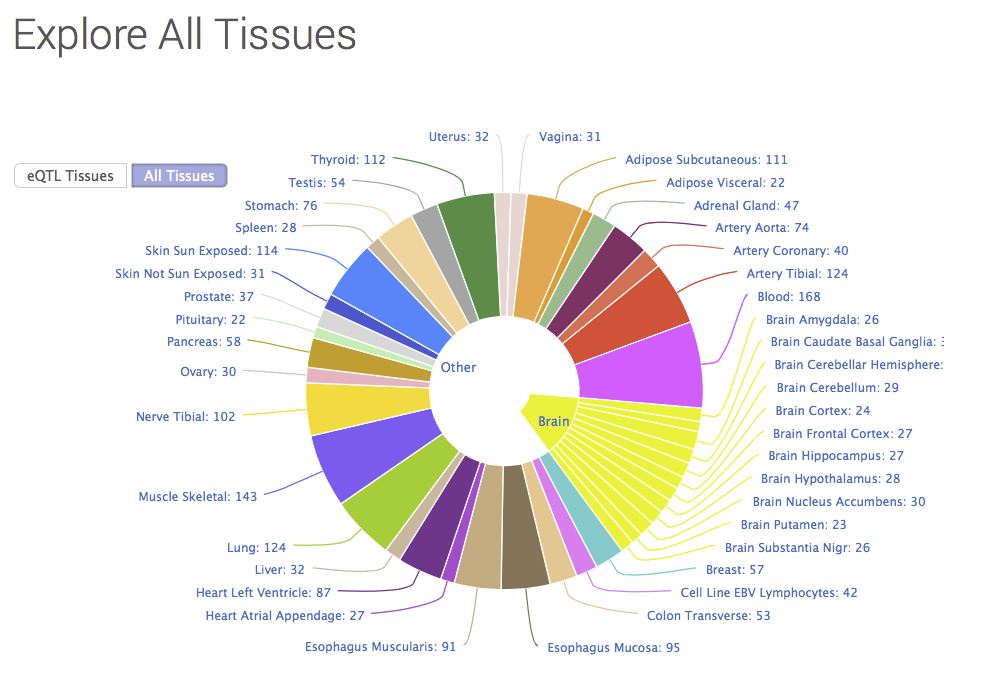 Explore All Tissues
eQTL Tissues
All Tissues
Uterus: 32
Vagina: 31
Thyroid: 112
Adipose Subcutaneous: 111
Testis: 54
Adipose Visceral: 22
Stomach: 76
Adrenal Gland: 47
Spleen: 28
Artery Aorta: 74
Skin Sun Exposed: 114
Artery Coronary: 40
Skin Not Sun Exposed: 31
Artery Tibial: 124
Prostate: 37
Blood: 168
Pituitary: 22
Brain Amygdala: 26
Pancreas: 58
Brain Caudate Basal Ganglia:
Other
Brain Cerebellar Hemisphere:
Ovary: 30
Brain Cerebellum: 29
Nerve Tibial: 102
Brain Cortex: 24
Brain
Brain Frontal Cortex: 27
Brain Hippocampus: 27
Brain Hypothalamus: 28
Muscle Skeletal: 143
Brain Nucleus Accumbens: 30
Brain Putamen: 23
Lung: 124
Brain Substantia Nigr: 26
Liver: 32
Breast: 57
Heart Left Ventricle: 87
Cell Line EBV Lymphocytes: 42
Heart Atrial Appendage: 27
Colon Transverse: 53
Esophagus Muscularis: 91
Esophagus Mucosa: 95